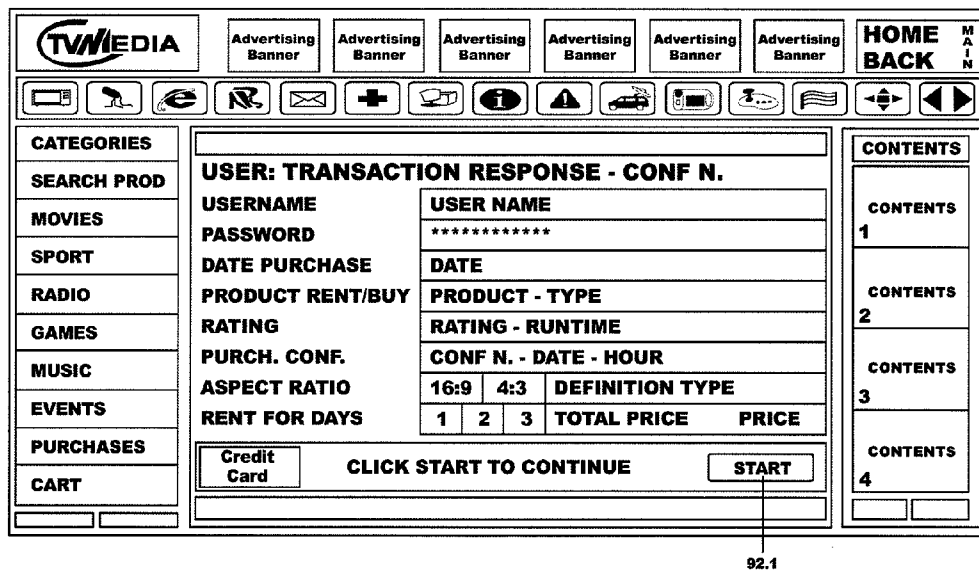 TVMEDIA
Advertising Banner
Advertising Banner
Advertising Banner
Advertising Banner
Advertising Banner
Advertising Banner
HOME
BACK
MAIN
CATEGORIES
SEARCH PROD
MOVIES
SPORT
RADIO
GAMES
MUSIC
EVENTS
PURCHASES
CART
USER: TRANSACTION RESPONSE - CONF N.
USERNAME USER NAME
PASSWORD ************
DATE PURCHASE DATE
PRODUCT RENT/BUY PRODUCT - TYPE
RATING RATING - RUNTIME
PURCH. CONF. CONF N. - DATE - HOUR
ASPECT RATIO 16:9 4:3 DEFINITION TYPE
RENT FOR DAYS 1 2 3 TOTAL PRICE PRICE
Credit Card CLICK START TO CONTINUE START
CONTENTS
CONTENTS
1
CONTENTS
2
CONTENTS
3
CONTENTS
4
92.1